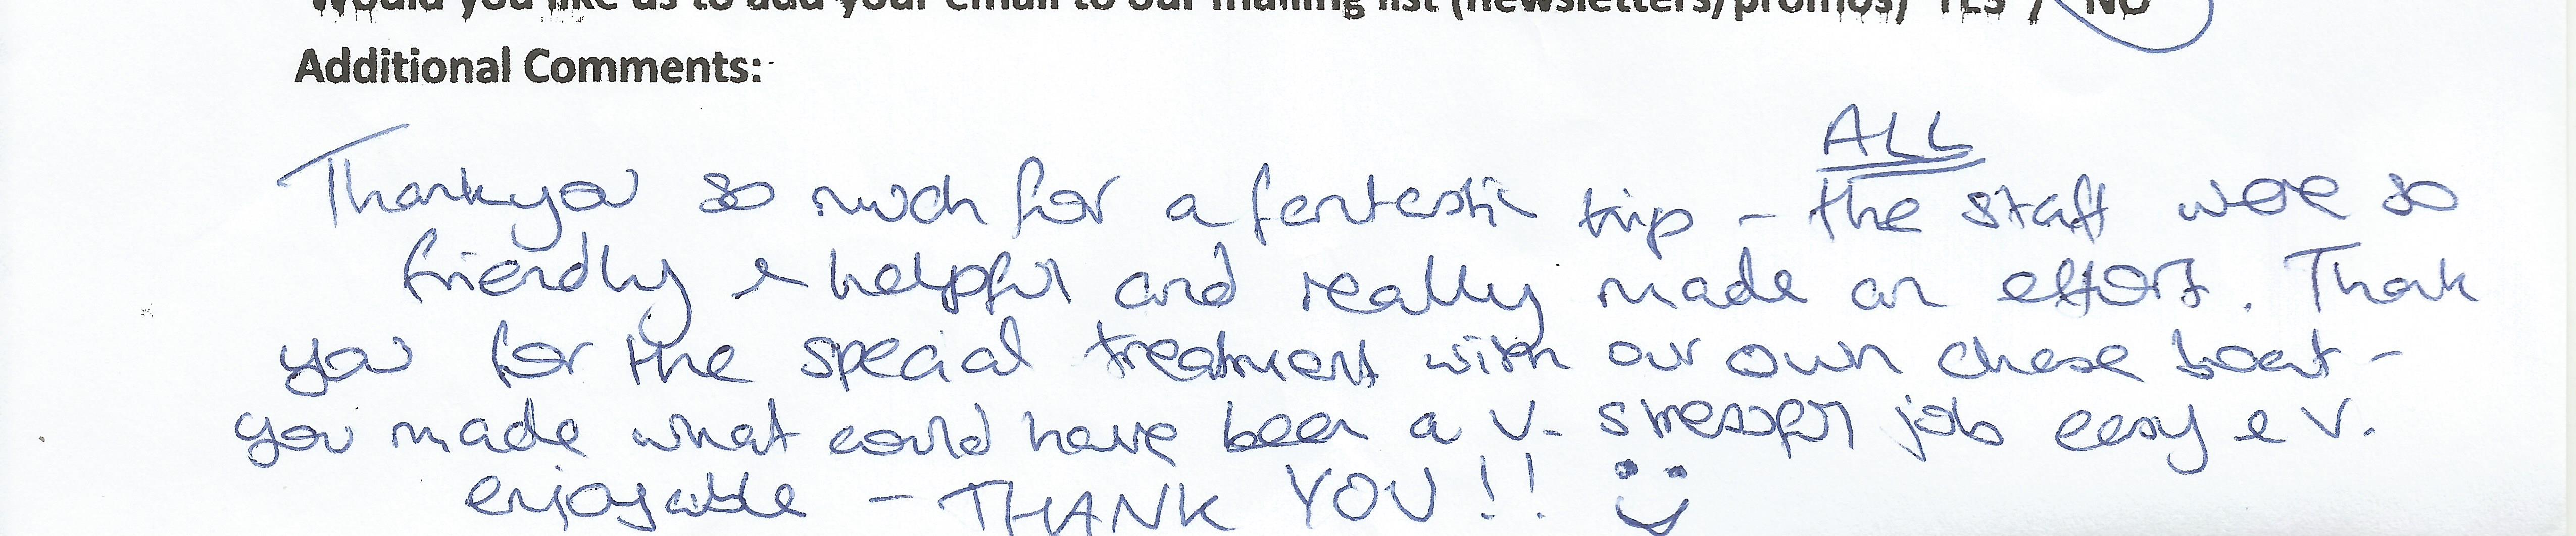 Would you like us to add your email to our mailing list (newsletters/promos) YES / NO
Additional Comments:
ALL
Thankyou so much for a fantastic trip - the staff were so
friendly & helpful and really made an effort. Thank
you for the special treatment with our own chase boat -
you made what could have been a v. stressful job easy & v.
enjoyable - THANK YOU!!